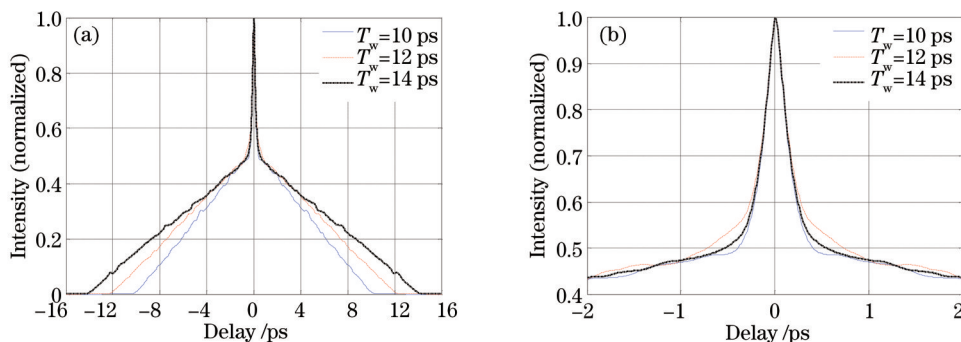 (a)
T_w=10 ps
T_w=12 ps
T_w=14 ps
Intensity (normalized)
1.0
0.8
0.6
0.4
0.2
0
−16 −12 −8 −4 0 4 8 12 16
Delay /ps
(b)
T_w=10 ps
T_w=12 ps
T_w=14 ps
Intensity (normalized)
1.0
0.9
0.8
0.7
0.6
0.5
0.4
−2 −1 0 1 2
Delay /ps